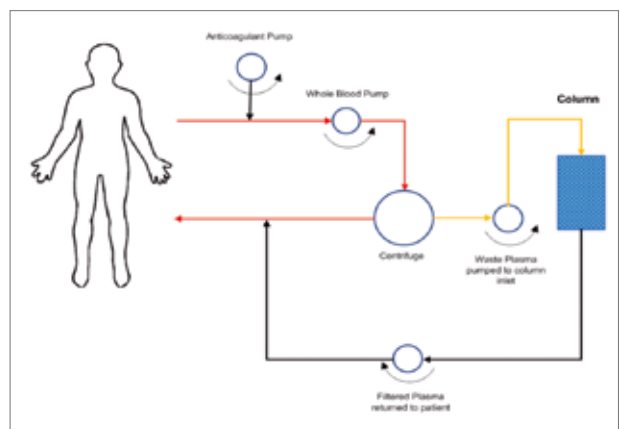 Anticoagulant Pump
Whole Blood Pump
Column
Centrifuge
Waste Plasma
pumped to column
inlet
Filtered Plasma
returned to patient